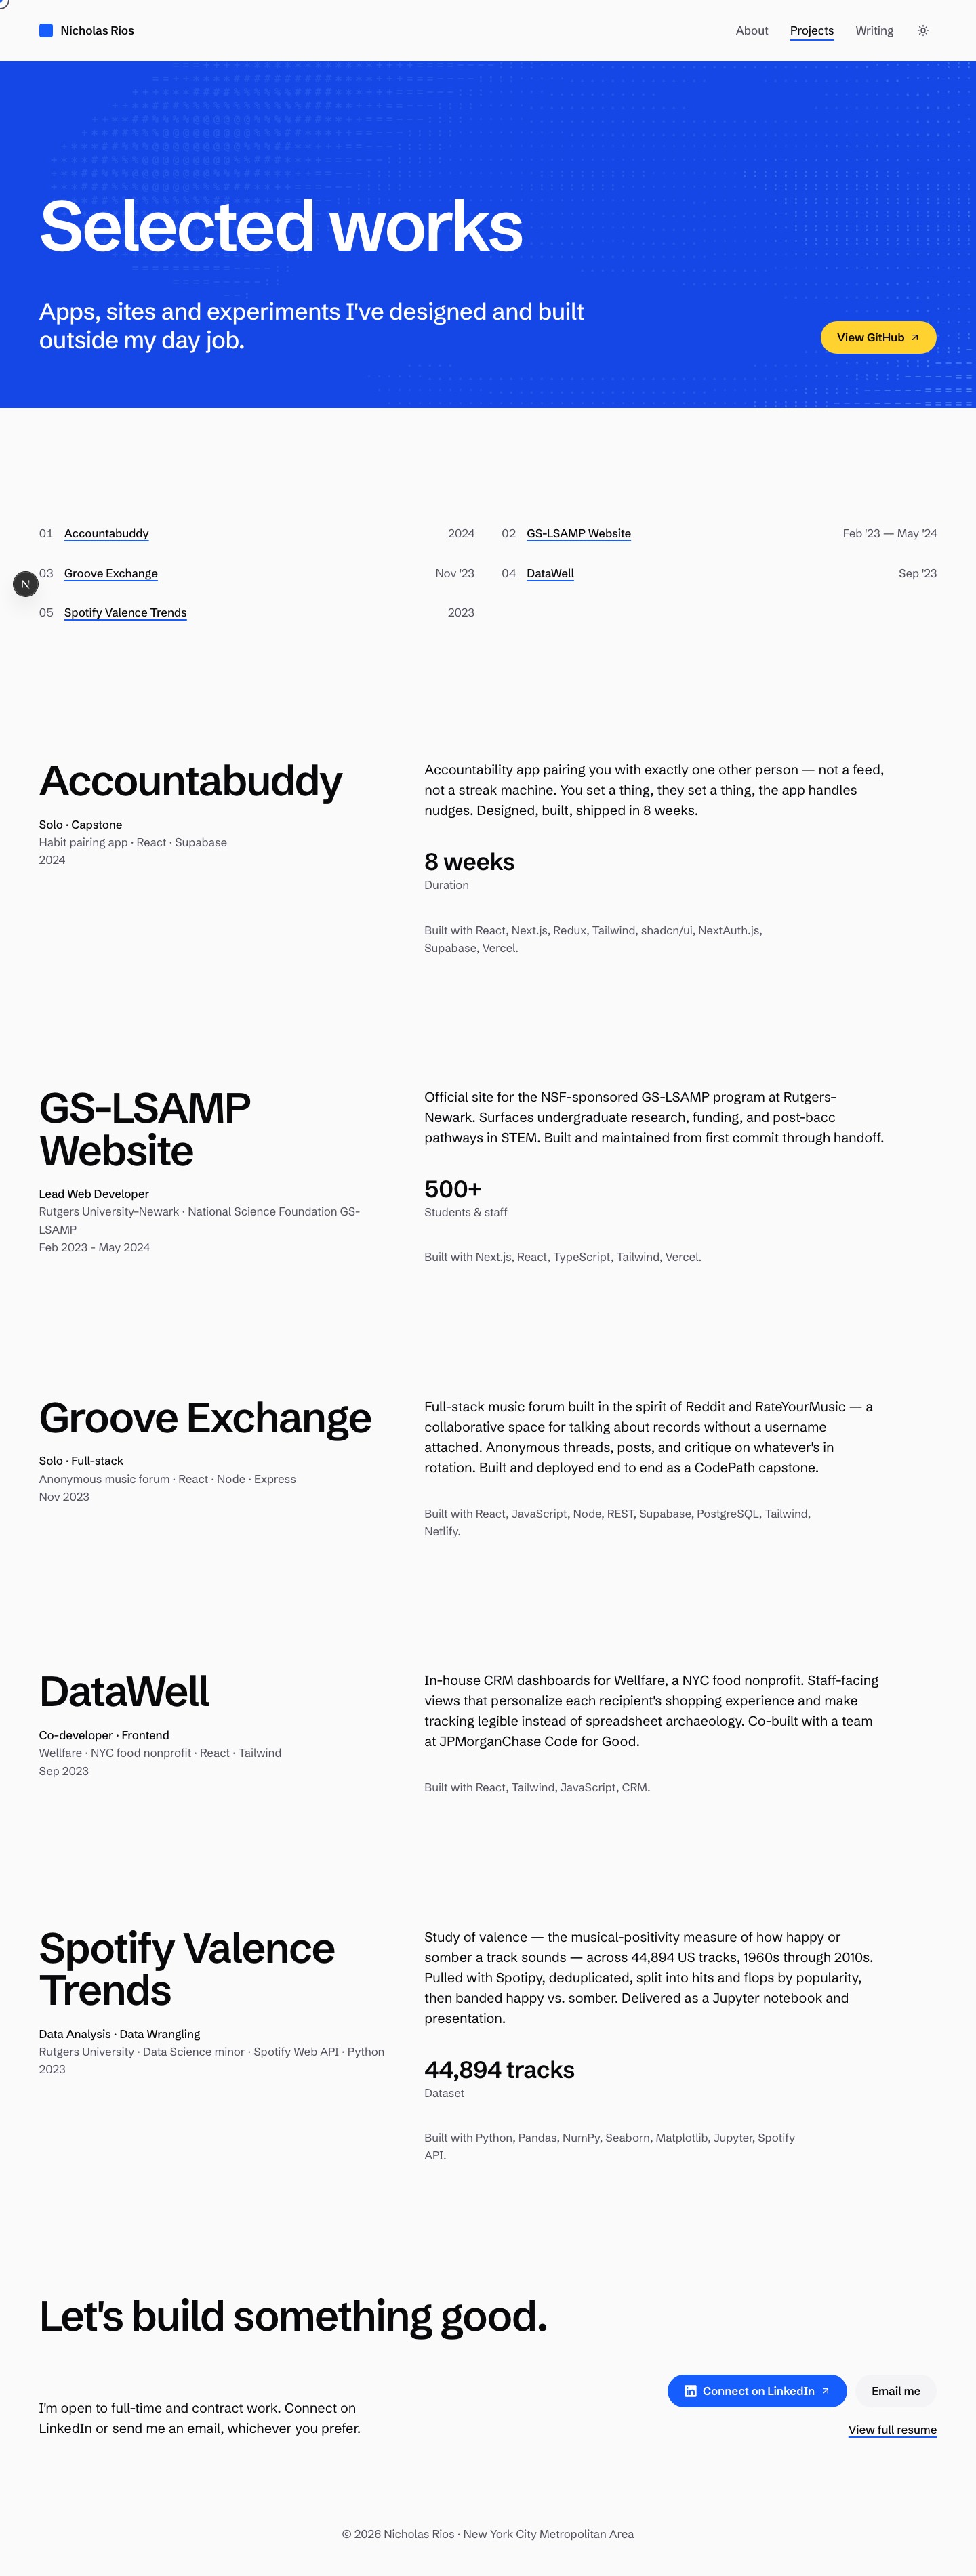 Nicholas Rios
About Projects Writing
Selected works
Apps, sites and experiments I've designed and built
outside my day job.
View GitHub
01 Accountabuddy 2024 02 GS-LSAMP Website Feb '23 — May '24
03 Groove Exchange Nov '23 04 DataWell Sep '23
N
05 Spotify Valence Trends 2023
Accountabuddy
Solo · Capstone
Habit pairing app · React · Supabase
2024
Accountability app pairing you with exactly one other person — not a feed,
not a streak machine. You set a thing, they set a thing, the app handles
nudges. Designed, built, shipped in 8 weeks.
8 weeks
Duration
Built with React, Next.js, Redux, Tailwind, shadcn/ui, NextAuth.js,
Supabase, Vercel.
GS-LSAMP
Website
Lead Web Developer
Rutgers University–Newark · National Science Foundation GS-
LSAMP
Feb 2023 - May 2024
Official site for the NSF-sponsored GS-LSAMP program at Rutgers–
Newark. Surfaces undergraduate research, funding, and post-bacc
pathways in STEM. Built and maintained from first commit through handoff.
500+
Students & staff
Built with Next.js, React, TypeScript, Tailwind, Vercel.
Groove Exchange
Solo · Full-stack
Anonymous music forum · React · Node · Express
Nov 2023
Full-stack music forum built in the spirit of Reddit and RateYourMusic — a
collaborative space for talking about records without a username
attached. Anonymous threads, posts, and critique on whatever's in
rotation. Built and deployed end to end as a CodePath capstone.
Built with React, JavaScript, Node, REST, Supabase, PostgreSQL, Tailwind,
Netlify.
DataWell
Co-developer · Frontend
Wellfare · NYC food nonprofit · React · Tailwind
Sep 2023
In-house CRM dashboards for Wellfare, a NYC food nonprofit. Staff-facing
views that personalize each recipient's shopping experience and make
tracking legible instead of spreadsheet archaeology. Co-built with a team
at JPMorganChase Code for Good.
Built with React, Tailwind, JavaScript, CRM.
Spotify Valence
Trends
Data Analysis · Data Wrangling
Rutgers University · Data Science minor · Spotify Web API · Python
2023
Study of valence — the musical-positivity measure of how happy or
somber a track sounds — across 44,894 US tracks, 1960s through 2010s.
Pulled with Spotipy, deduplicated, split into hits and flops by popularity,
then banded happy vs. somber. Delivered as a Jupyter notebook and
presentation.
44,894 tracks
Dataset
Built with Python, Pandas, NumPy, Seaborn, Matplotlib, Jupyter, Spotify
API.
Let's build something good.
I'm open to full-time and contract work. Connect on
LinkedIn or send me an email, whichever you prefer.
in Connect on LinkedIn Email me
View full resume
© 2026 Nicholas Rios · New York City Metropolitan Area